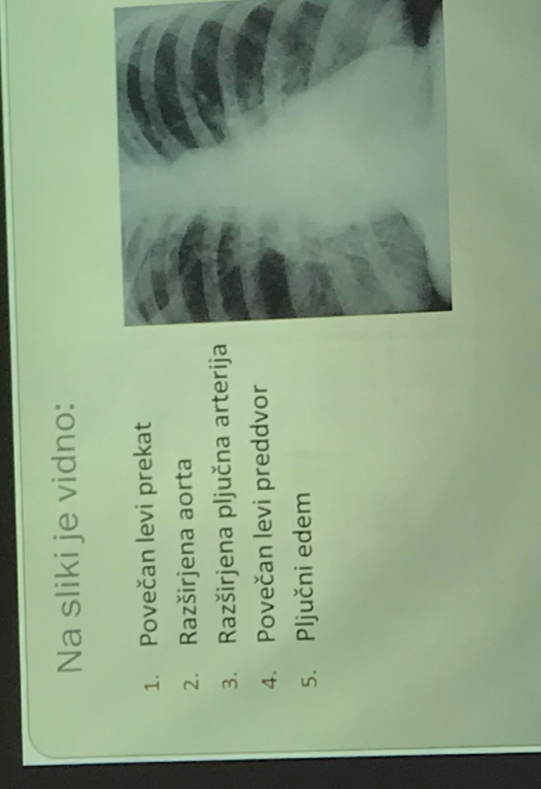 Na sliki je vidno:
1. Povečan levi prekat
2. Razširjena aorta
3. Razširjena pljučna arterija
4. Povečan levi preddvor
5. Pljučni edem